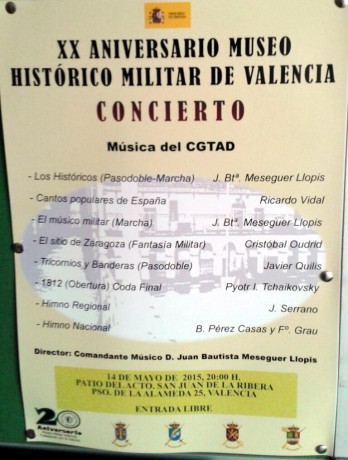 XX ANIVERSARIO MUSEO
HISTÓRICO MILITAR DE VALENCIA
CONCIERTO
Música del CGTAD
- Los Históricos (Pasodoble-Marcha) J. Btª. Meseguer Llopis
- Cantos populares de España Ricardo Vidal
- El músico militar (Marcha) J. Btª. Meseguer Llopis
- El sitio de Zaragoza (Fantasía Militar) Cristóbal Oudrid
- Tricornios y Banderas (Pasodoble) Javier Quilis
- 1812 (Obertura) Coda Final Pyotr I. Tchaikovsky
- Himno Regional J. Serrano
- Himno Nacional B. Pérez Casas y Fº. Grau
Director: Comandante Músico D. Juan Bautista Meseguer Llopis
14 DE MAYO DE 2015, 20:00 H.
PATIO DEL ACTO. SAN JUAN DE LA RIBERA
PSO. DE LA ALAMEDA 25, VALENCIA
ENTRADA LIBRE
20
Aniversario